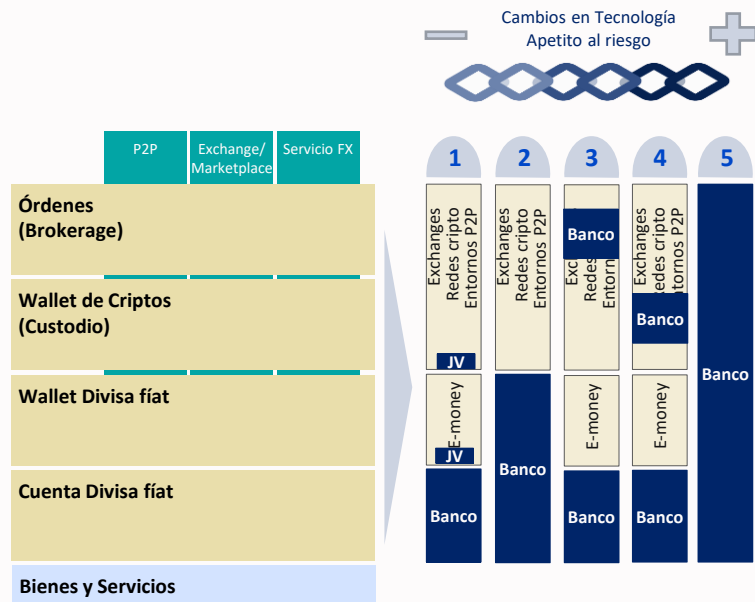 Cambios en Tecnología
Apetito al riesgo
P2P
Exchange/
Marketplace
Servicio FX
1
2
3
4
5
Órdenes
(Brokerage)
Wallet de Criptos
(Custodio)
Wallet Divisa fíat
Cuenta Divisa fíat
Bienes y Servicios
Exchanges
Redes cripto
Entornos P2P
JV
E-money
JV
Banco
Exchanges
Redes cripto
Entornos P2P
Banco
Banco
E-money
Banco
Exchanges
Redes cripto
Entornos P2P
Banco
E-money
Banco
Banco